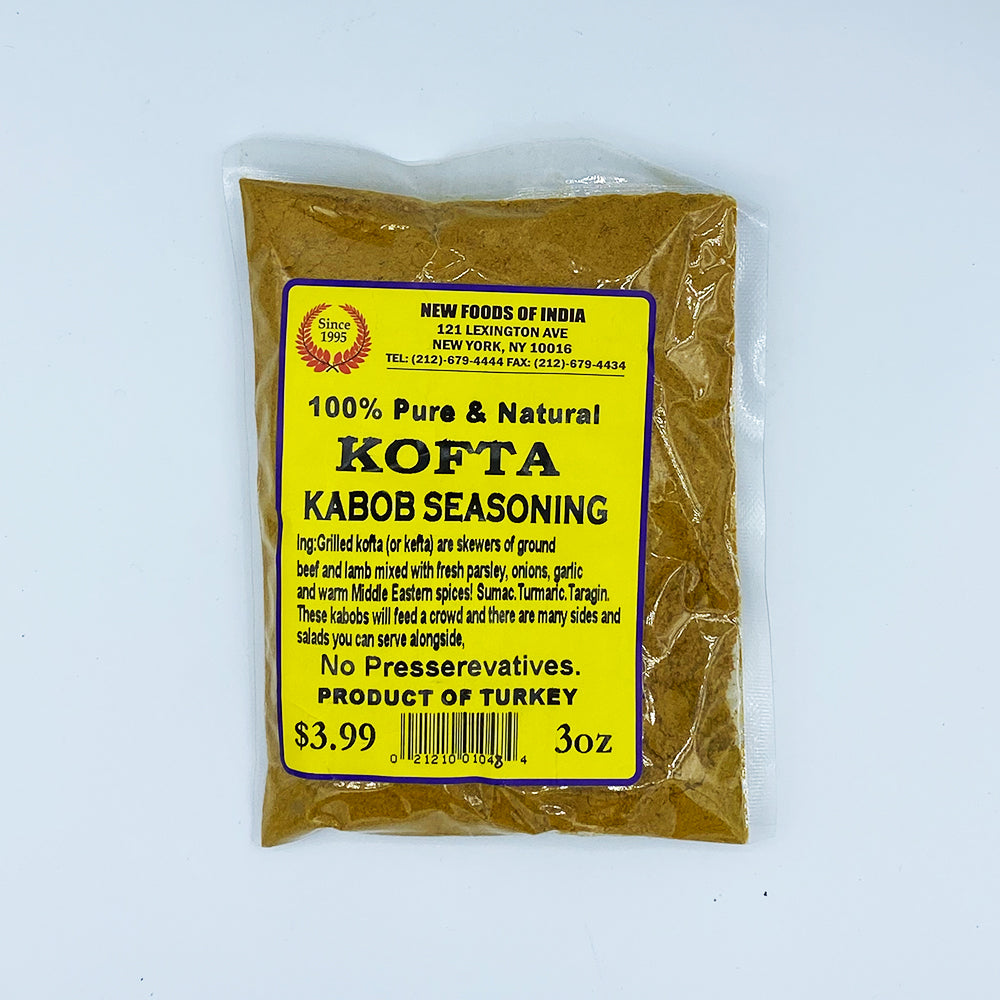 Since
1995
NEW FOODS OF INDIA
121 LEXINGTON AVE
NEW YORK, NY 10016
TEL: (212)-679-4444 FAX: (212)-679-4434
100% Pure & Natural
KOFTA
KABOB SEASONING
Ing:Grilled kofta (or kefta) are skewers of ground
beef and lamb mixed with fresh parsley, onions, garlic
and warm Middle Eastern spices! Sumac. Turmaric. Taragin.
These kabobs will feed a crowd and there are many sides and
salads you can serve alongside,
No Presserevatives.
PRODUCT OF TURKEY
$3.99
0 21210 01048 4
3oz